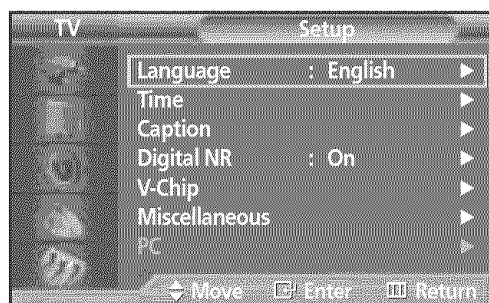 TV Setup
Language : English
Time
Caption
Digital NR : On
V-Chip
Miscellaneous
PC
Move Enter Return